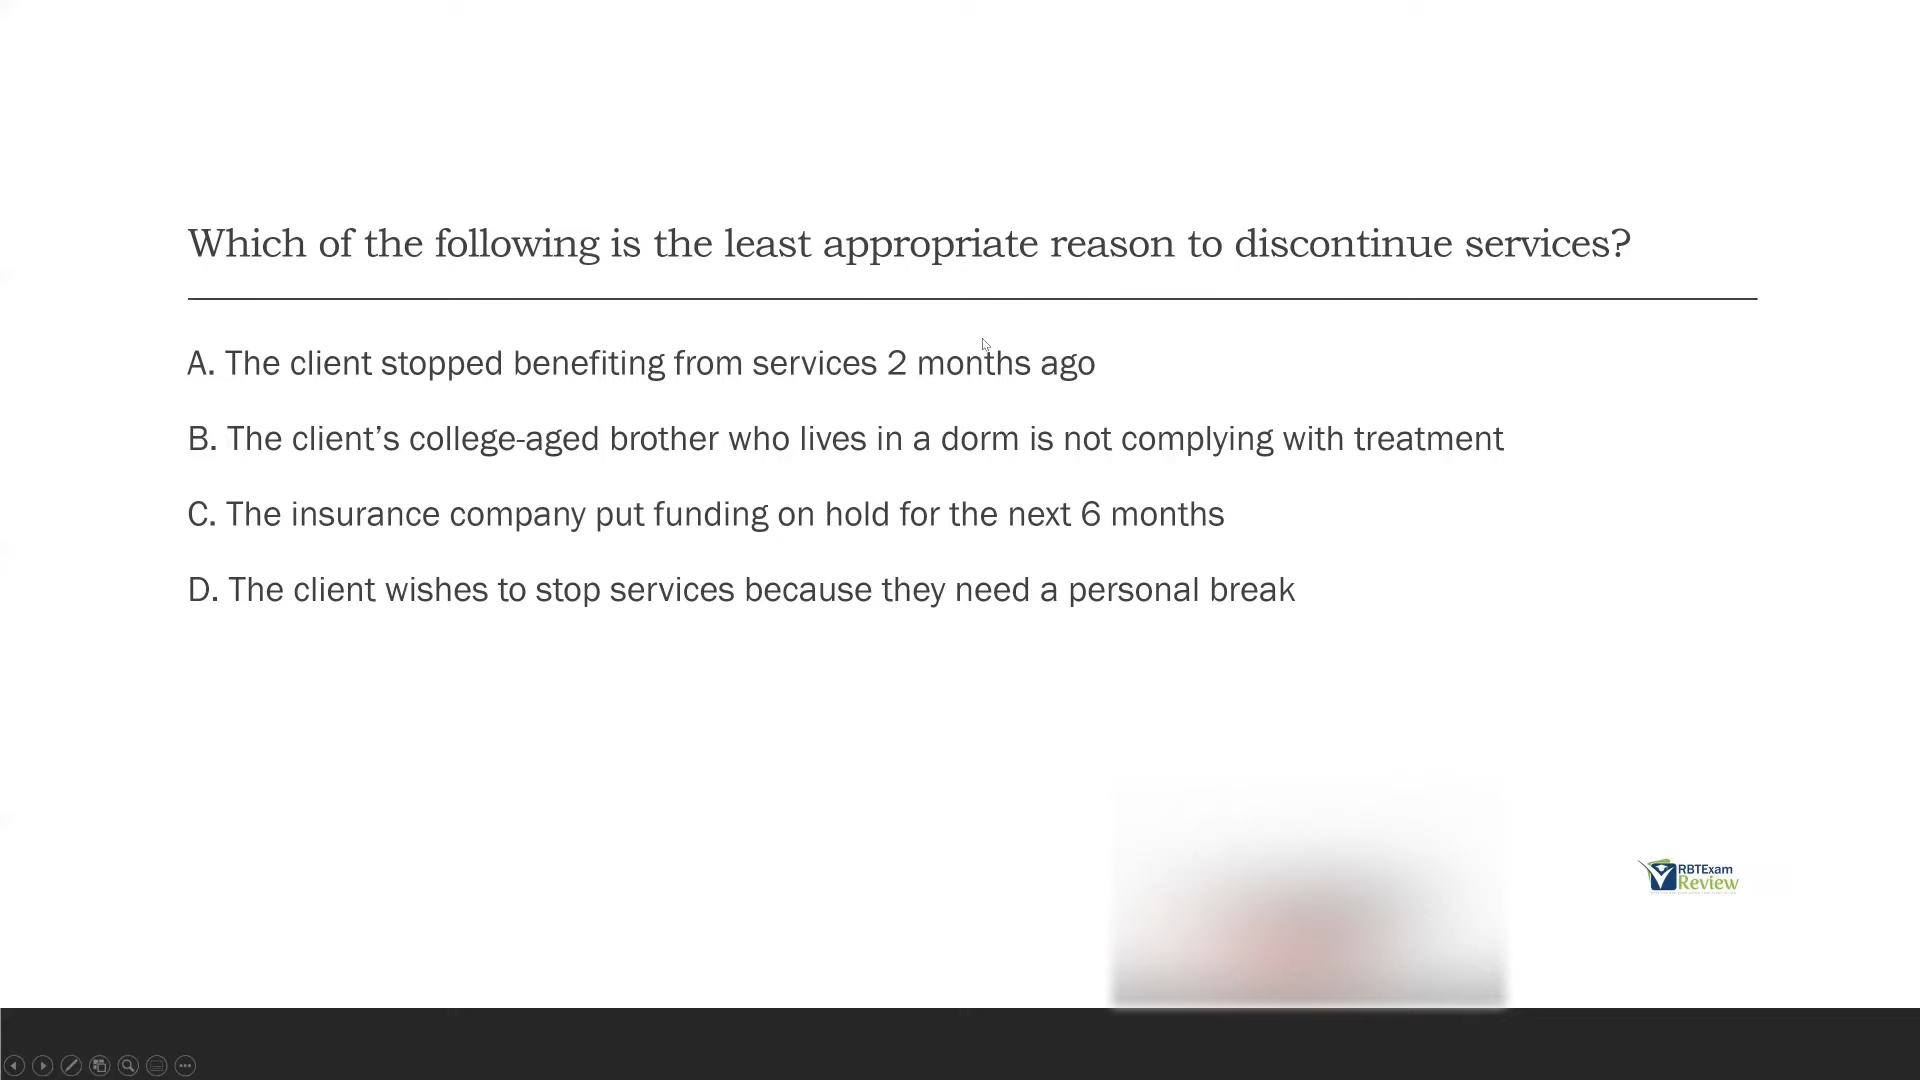 Which of the following is the least appropriate reason to discontinue services?
A. The client stopped benefiting from services 2 months ago
B. The client’s college-aged brother who lives in a dorm is not complying with treatment
C. The insurance company put funding on hold for the next 6 months
D. The client wishes to stop services because they need a personal break
RBTExam
Review